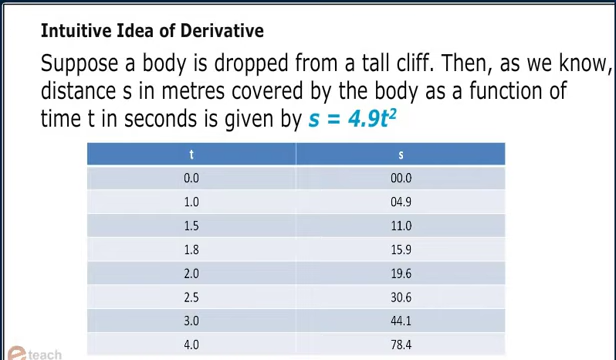 Intuitive Idea of Derivative
Suppose a body is dropped from a tall cliff. Then, as we know,
distance s in metres covered by the body as a function of
time t in seconds is given by s = 4.9t²
t s
0.0 00.0
1.0 04.9
1.5 11.0
1.8 15.9
2.0 19.6
2.5 30.6
3.0 44.1
4.0 78.4
eteach